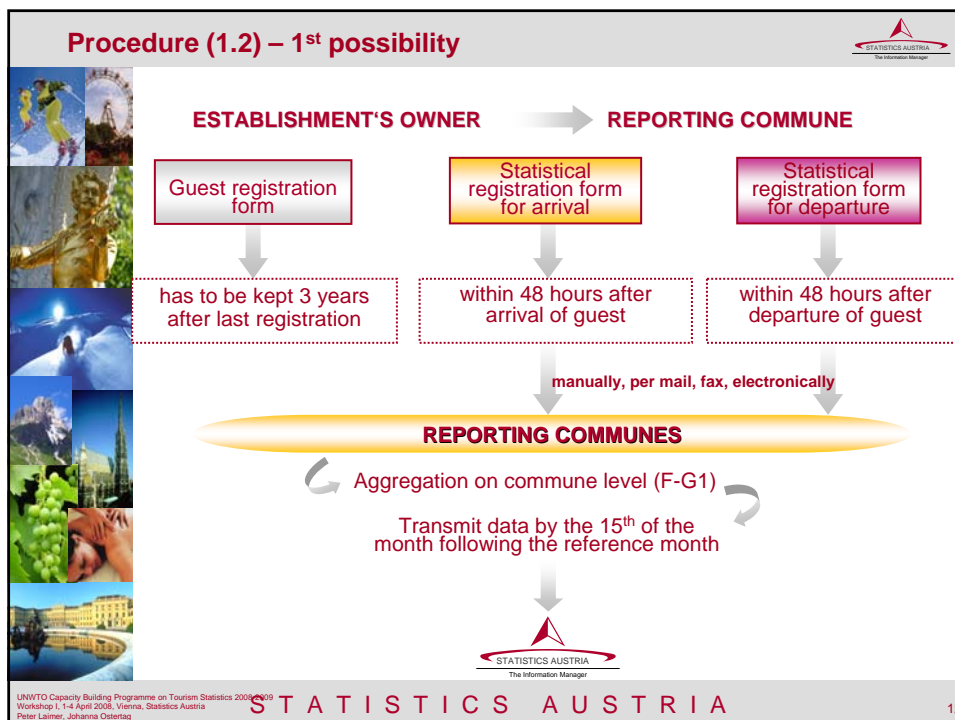 Procedure (1.2) – 1st possibility
STATISTICS AUSTRIA
The Information Manager
ESTABLISHMENT‘S OWNER
REPORTING COMMUNE
Guest registration
form
Statistical
registration form
for arrival
Statistical
registration form
for departure
has to be kept 3 years
after last registration
within 48 hours after
arrival of guest
within 48 hours after
departure of guest
manually, per mail, fax, electronically
REPORTING COMMUNES
Aggregation on commune level (F-G1)
Transmit data by the 15th of the
month following the reference month
STATISTICS AUSTRIA
The Information Manager
UNWTO Capacity Building Programme on Tourism Statistics 2008-2009
Workshop I, 1-4 April 2008, Vienna, Statistics Austria
Peter Laimer, Johanna Ostertag
STATISTICS AUSTRIA